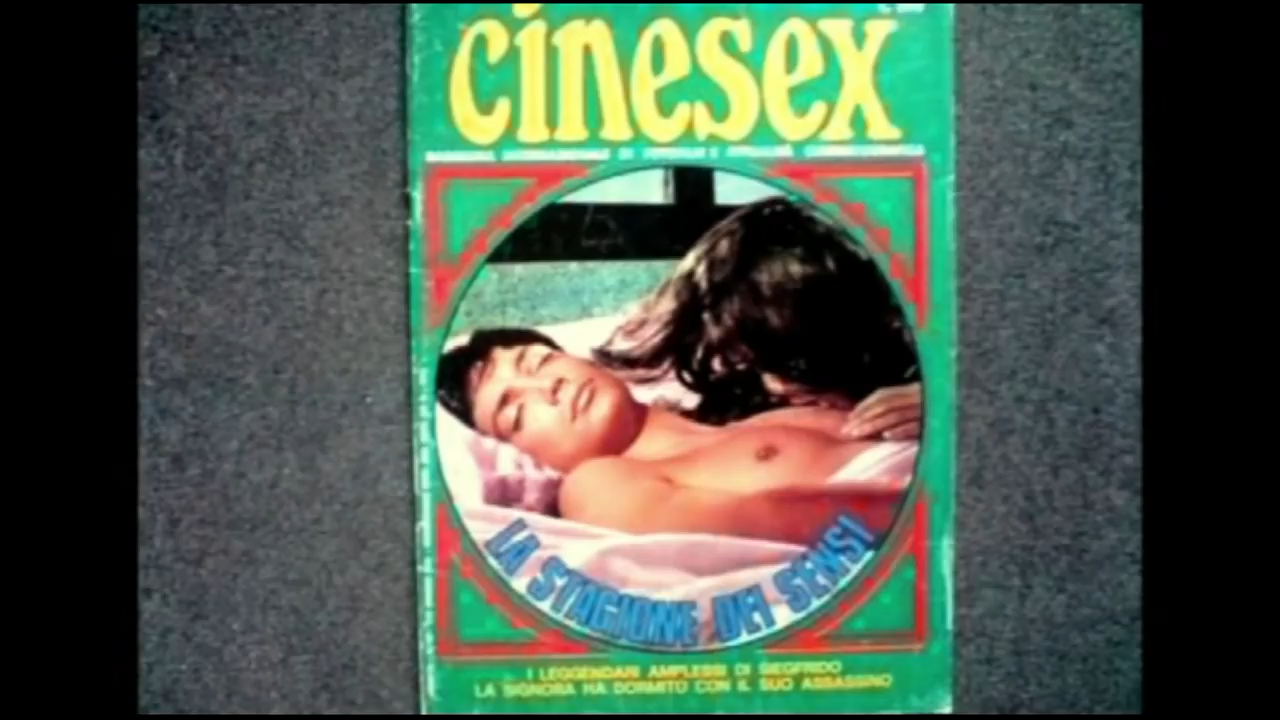 cinesex
LA STAGIONE DEI SENSI
I LEGGENDARI AMPLESSI DI SIEGFRIDO
LA SIGNORA HA DORMITO CON IL SUO ASSASSINO